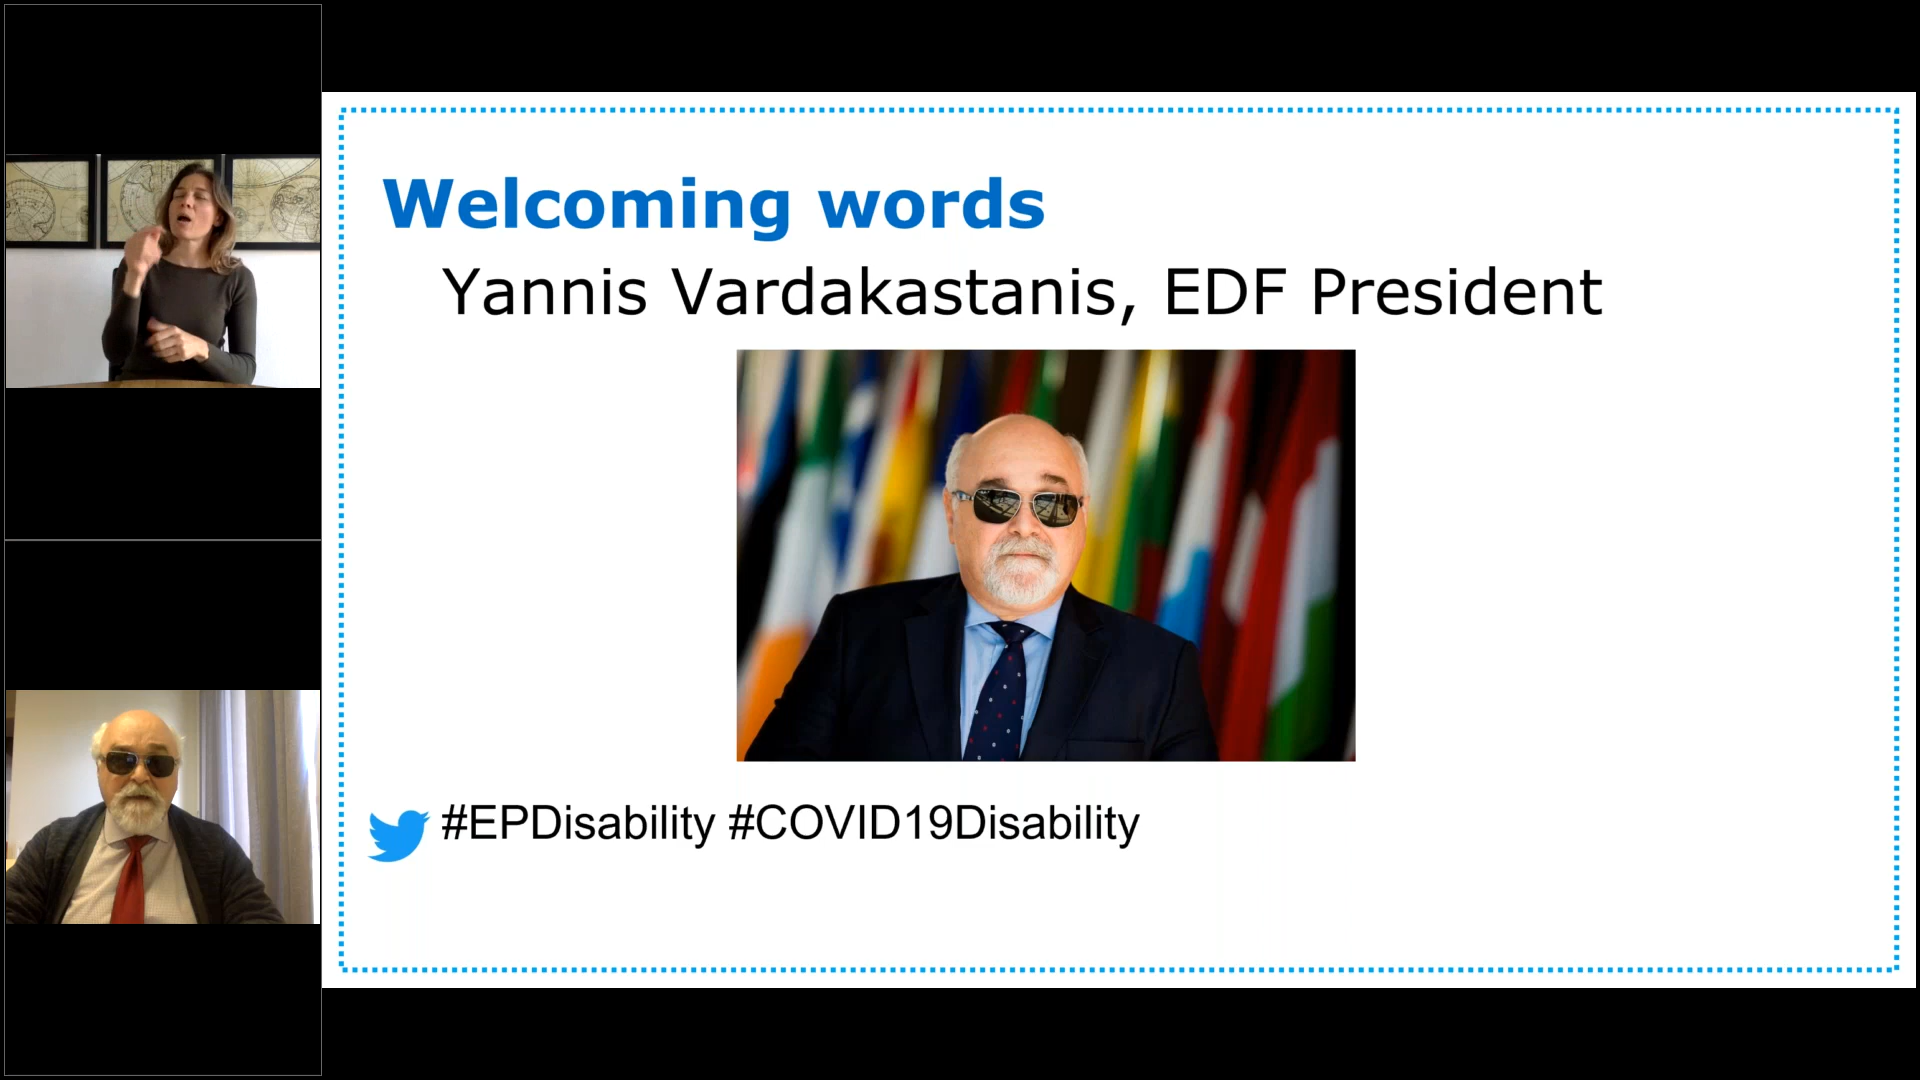 Welcoming words
Yannis Vardakastanis, EDF President
#EPDisability #COVID19Disability